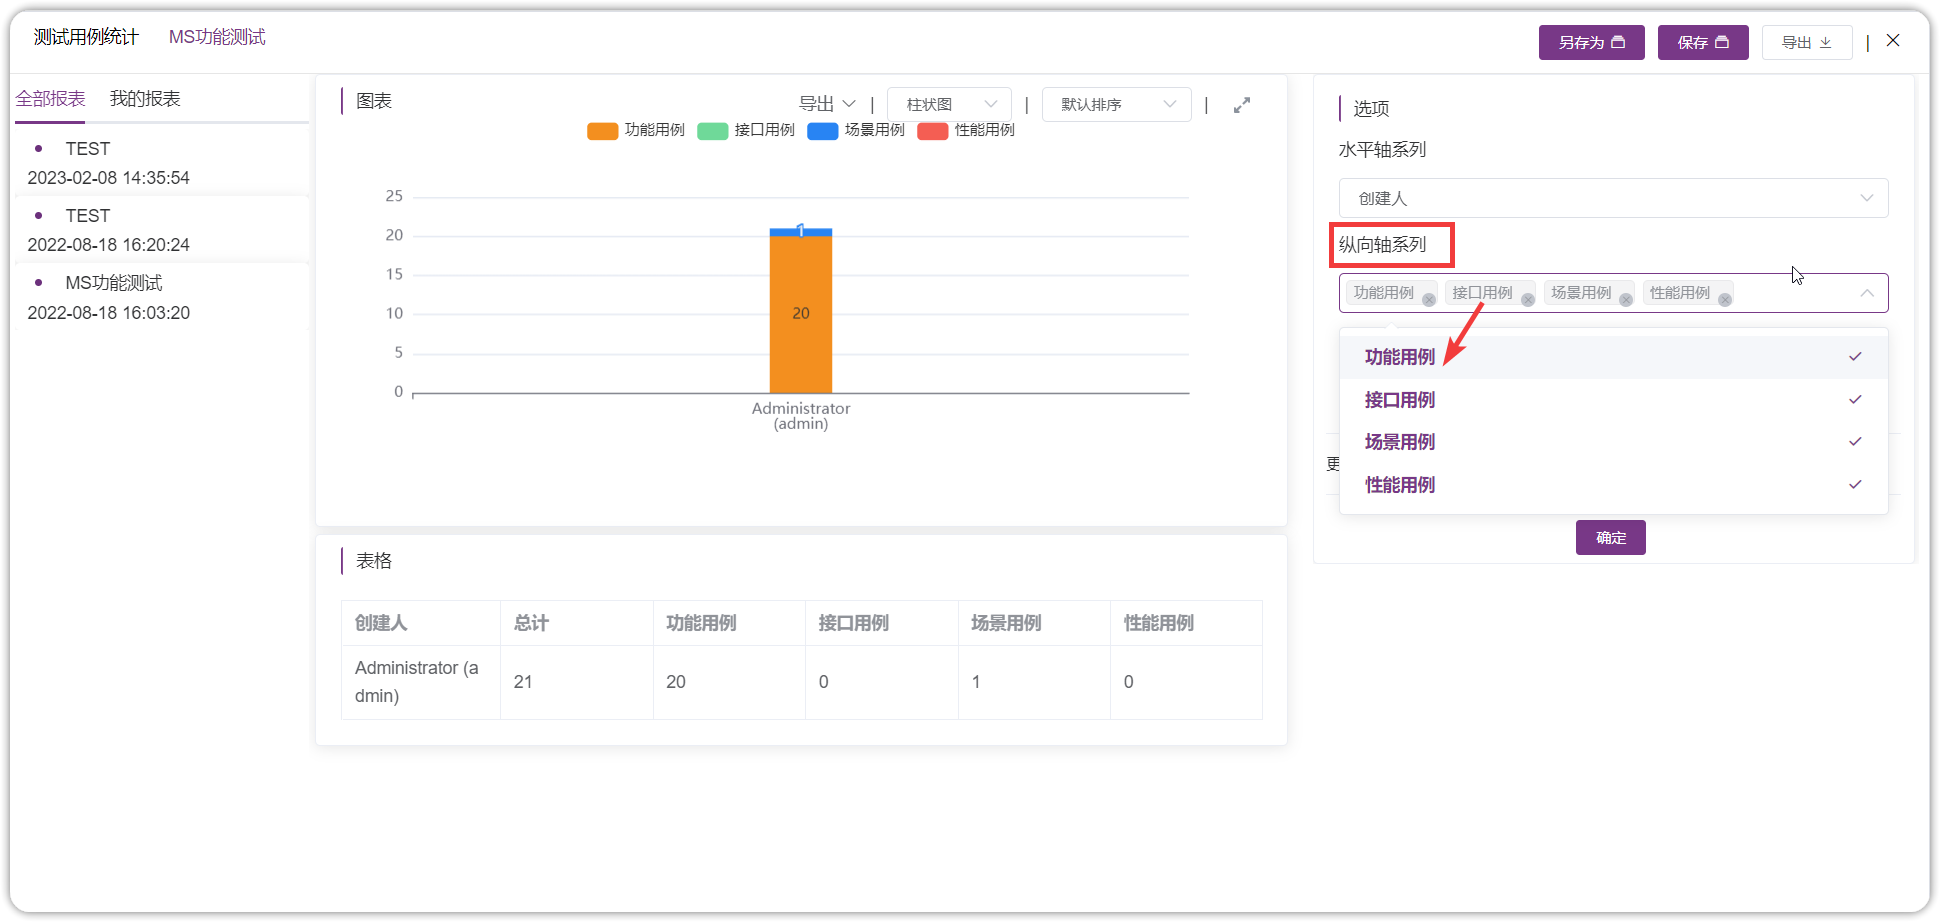 测试用例统计 MS功能测试 另存为 保存 导出
全部报表 我的报表
TEST
2023-02-08 14:35:54
TEST
2022-08-18 16:20:24
MS功能测试
2022-08-18 16:03:20
图表 导出 | 柱状图 | 默认排序 |
功能用例 接口用例 场景用例 性能用例
25
20
15
10
5
0
1
20
Administrator
(admin)
表格
创建人 总计 功能用例 接口用例 场景用例 性能用例
Administrator (a
dmin)
21 20 0 1 0
选项
水平轴系列
创建人
纵向轴系列
功能用例 接口用例 场景用例 性能用例
功能用例
接口用例
场景用例
性能用例
更
确定